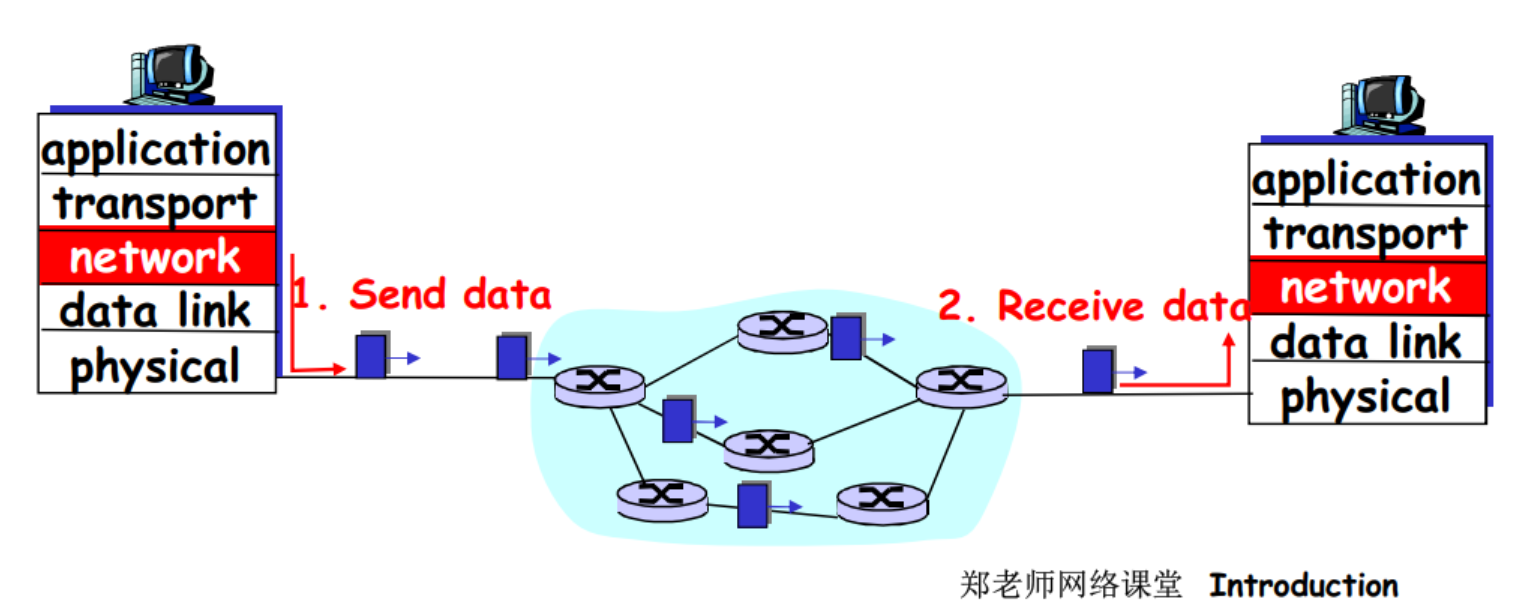 application
transport
network
data link
physical
1. Send data
2. Receive data
application
transport
network
data link
physical
郑老师网络课堂 Introduction